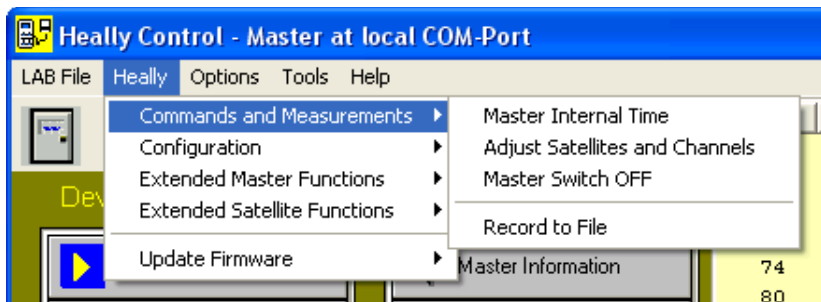 Heally Control - Master at local COM-Port
LAB File Heally Options Tools Help
Commands and Measurements
Configuration
Extended Master Functions
Extended Satellite Functions
Update Firmware
Master Internal Time
Adjust Satellites and Channels
Master Switch OFF
Record to File
Master Information
74
80